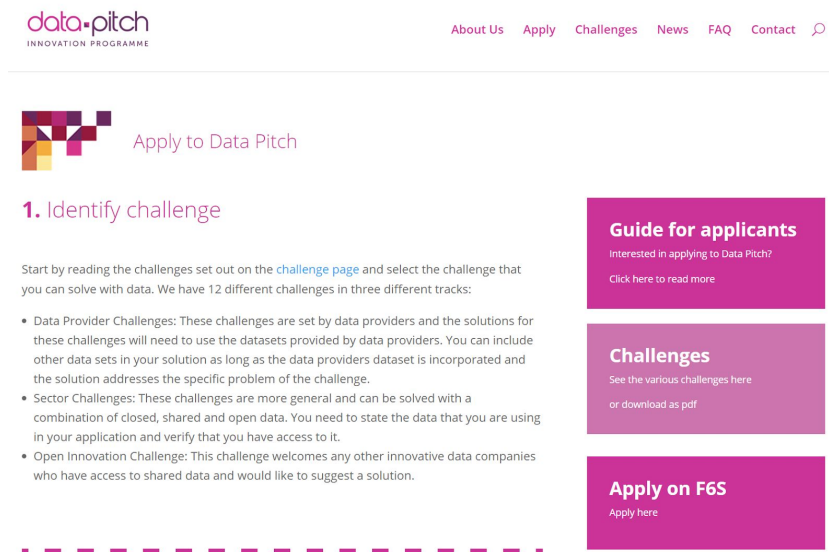 data pitch
INNOVATION PROGRAMME
About Us Apply Challenges News FAQ Contact
Apply to Data Pitch
1. Identify challenge
Start by reading the challenges set out on the challenge page and select the challenge that
you can solve with data. We have 12 different challenges in three different tracks:
• Data Provider Challenges: These challenges are set by data providers and the solutions for
these challenges will need to use the datasets provided by data providers. You can include
other data sets in your solution as long as the data providers dataset is incorporated and
the solution addresses the specific problem of the challenge.
• Sector Challenges: These challenges are more general and can be solved with a
combination of closed, shared and open data. You need to state the data that you are using
in your application and verify that you have access to it.
• Open Innovation Challenge: This challenge welcomes any other innovative data companies
who have access to shared data and would like to suggest a solution.
Guide for applicants
Interested in applying to Data Pitch?
Click here to read more
Challenges
See the various challenges here
or download as pdf
Apply on F6S
Apply here